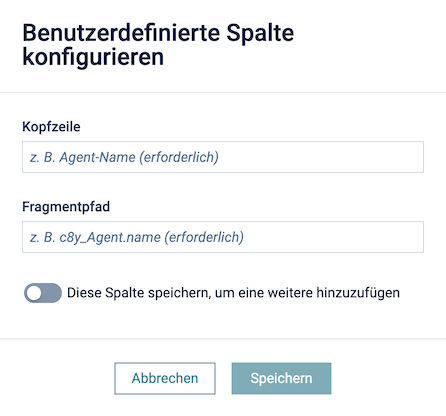 Benutzerdefinierte Spalte
konfigurieren
Kopfzeile
z. B. Agent-Name (erforderlich)
Fragmentpfad
z. B. c8y_Agent.name (erforderlich)
Diese Spalte speichern, um eine weitere hinzuzufügen
Abbrechen
Speichern